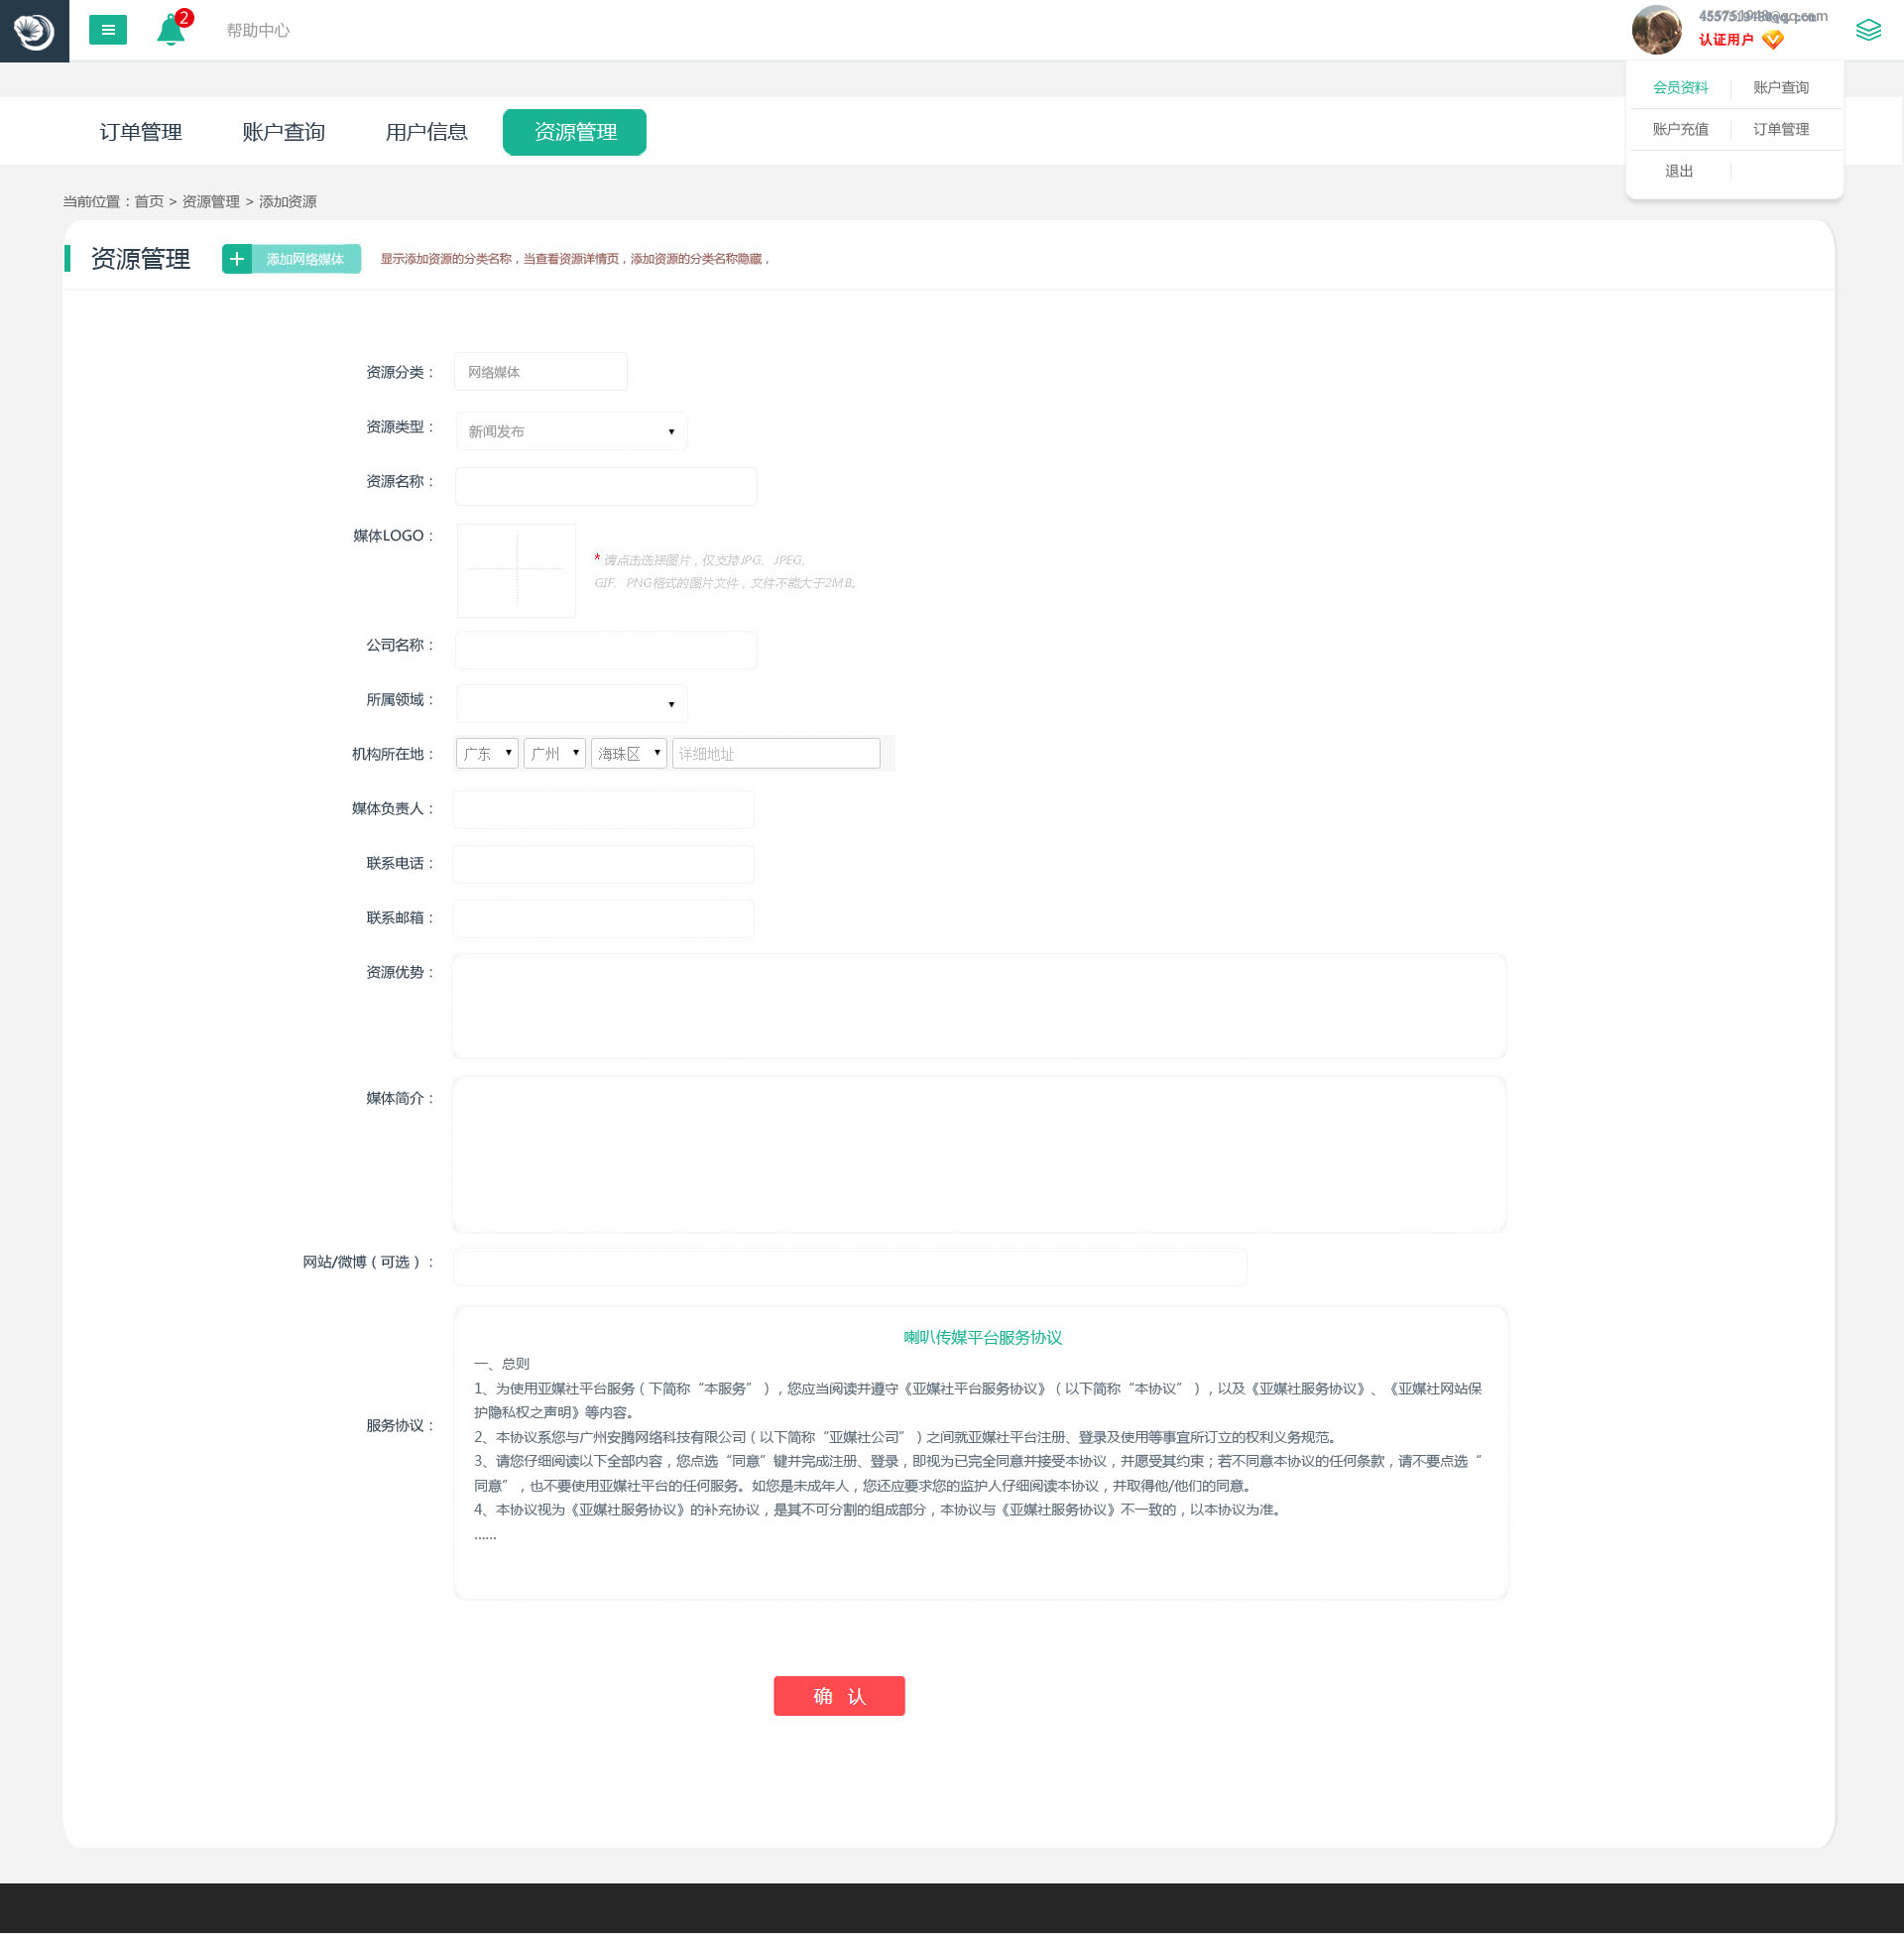 2
帮助中心
认证用户
会员资料 账户查询
账户充值 订单管理
退出
订单管理 账户查询 用户信息 资源管理
当前位置：首页 > 资源管理 > 添加资源
资源管理 添加网络媒体 显示添加资源的分类名称，当查看资源详情页，添加资源的分类名称隐藏，
资源分类： 网络媒体
资源类型： 新闻发布
资源名称：
媒体LOGO：
* 请点击选择图片，仅支持JPG、JPEG、
GIF、PNG格式的图片文件，文件不能大于2MB。
公司名称：
所属领域：
机构所在地： 广东 广州 海珠区 详细地址
媒体负责人：
联系电话：
联系邮箱：
资源优势：
媒体简介：
网站/微博（可选）：
喇叭传媒平台服务协议
一、总则
1、为使用亚媒社平台服务（下简称“本服务”），您应当阅读并遵守《亚媒社平台服务协议》（以下简称“本协议”），以及《亚媒社服务协议》、《亚媒社网站保
护隐私权之声明》等内容。
服务协议：
2、本协议系您与广州安腾网络科技有限公司（以下简称“亚媒社公司”）之间就亚媒社平台注册、登录及使用等事宜所订立的权利义务规范。
3、请您仔细阅读以下全部内容，您点选“同意”键并完成注册、登录，即视为已完全同意并接受本协议，并愿受其约束；若不同意本协议的任何条款，请不要点选“
同意”，也不要使用亚媒社平台的任何服务。如您是未成年人，您还应要求您的监护人仔细阅读本协议，并取得他/他们的同意。
4、本协议视为《亚媒社服务协议》的补充协议，是其不可分割的组成部分，本协议与《亚媒社服务协议》不一致的，以本协议为准。
……
确 认